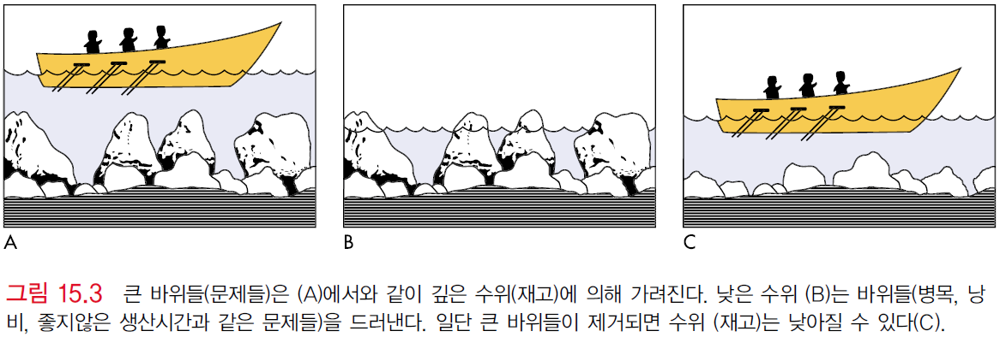 A
B
C
그림 15.3 큰 바위들(문제들)은 (A)에서와 같이 깊은 수위(재고)에 의해 가려진다. 낮은 수위 (B)는 바위들(병목, 낭
비, 좋지않은 생산시간과 같은 문제들)을 드러낸다. 일단 큰 바위들이 제거되면 수위 (재고)는 낮아질 수 있다(C).